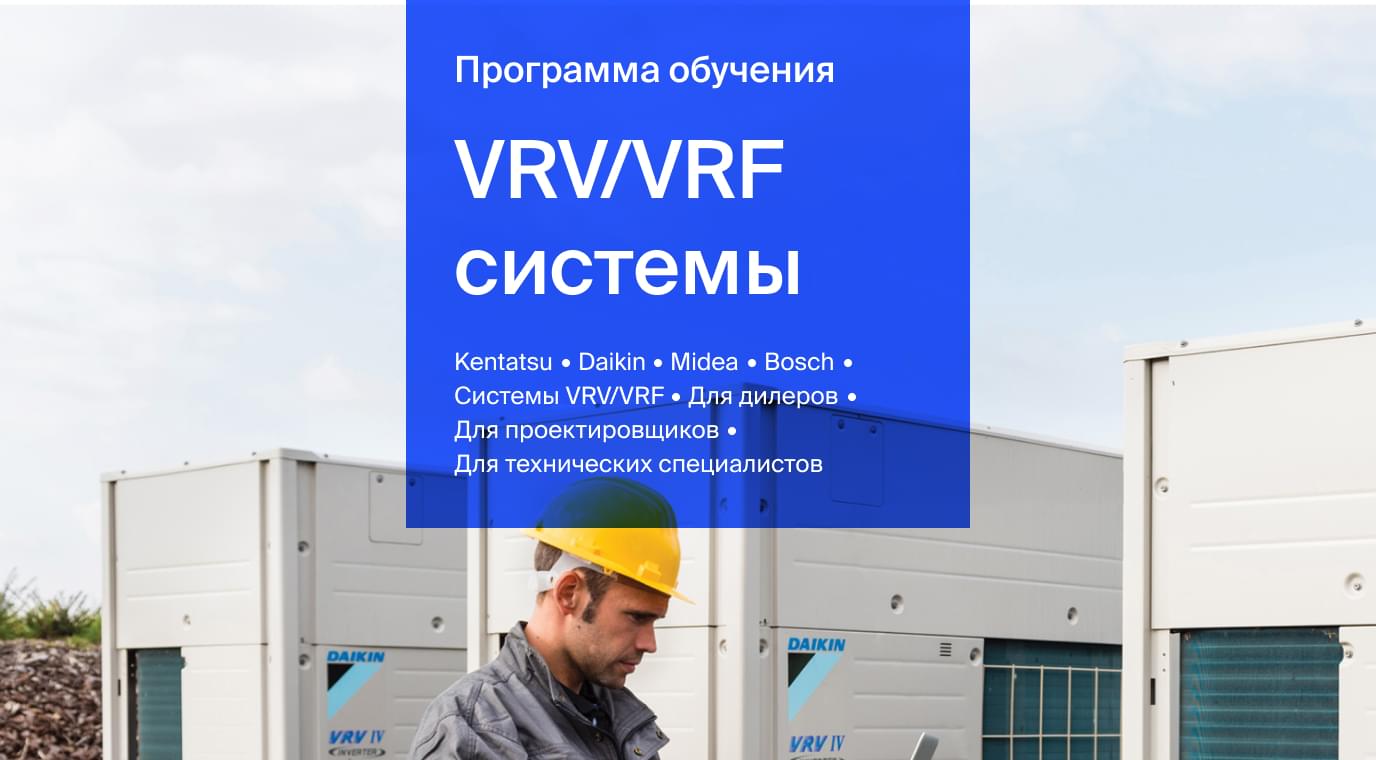 Программа обучения
VRV/VRF
системы
Kentatsu • Daikin • Midea • Bosch •
Системы VRV/VRF • Для дилеров •
Для проектировщиков •
Для технических специалистов
DAIKIN
VRV IV
INVERTER
DAIKIN
VRV IV